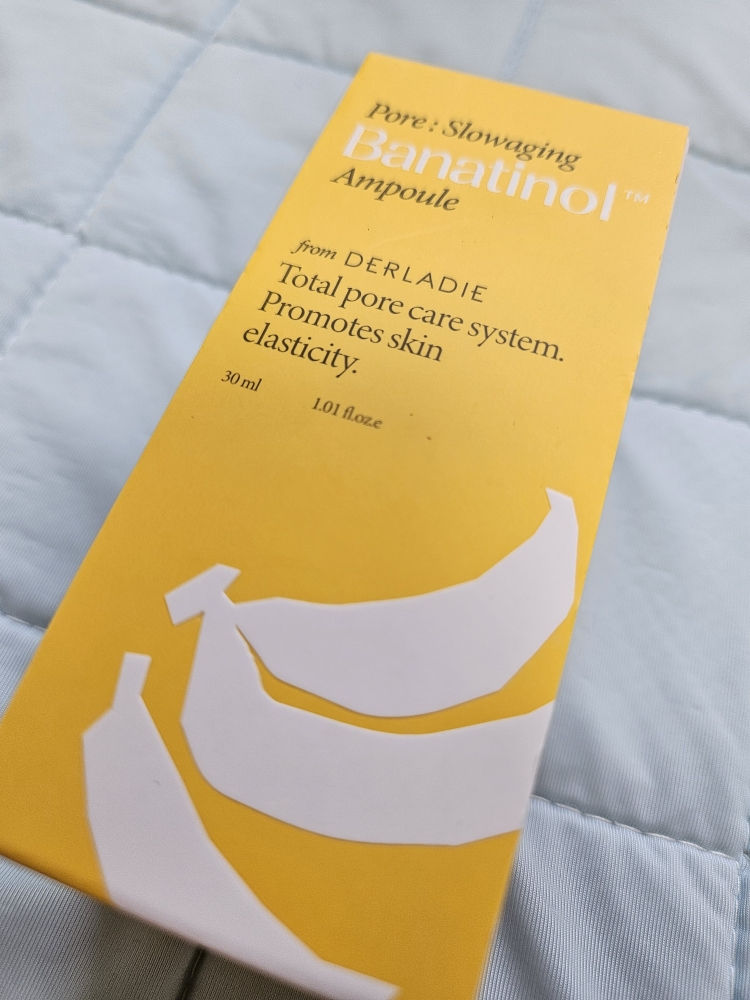 Pore : Slowaging
Banatinol™
Ampoule
from DERLADIE
Total pore care system.
Promotes skin
elasticity.
30 ml 1.01 fl.oz.e